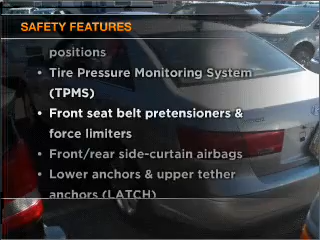 SAFETY FEATURES
positions
• Tire Pressure Monitoring System
(TPMS)
• Front seat belt pretensioners &
force limiters
• Front/rear side-curtain airbags
• Lower anchors & upper tether
anchors (LATCH)